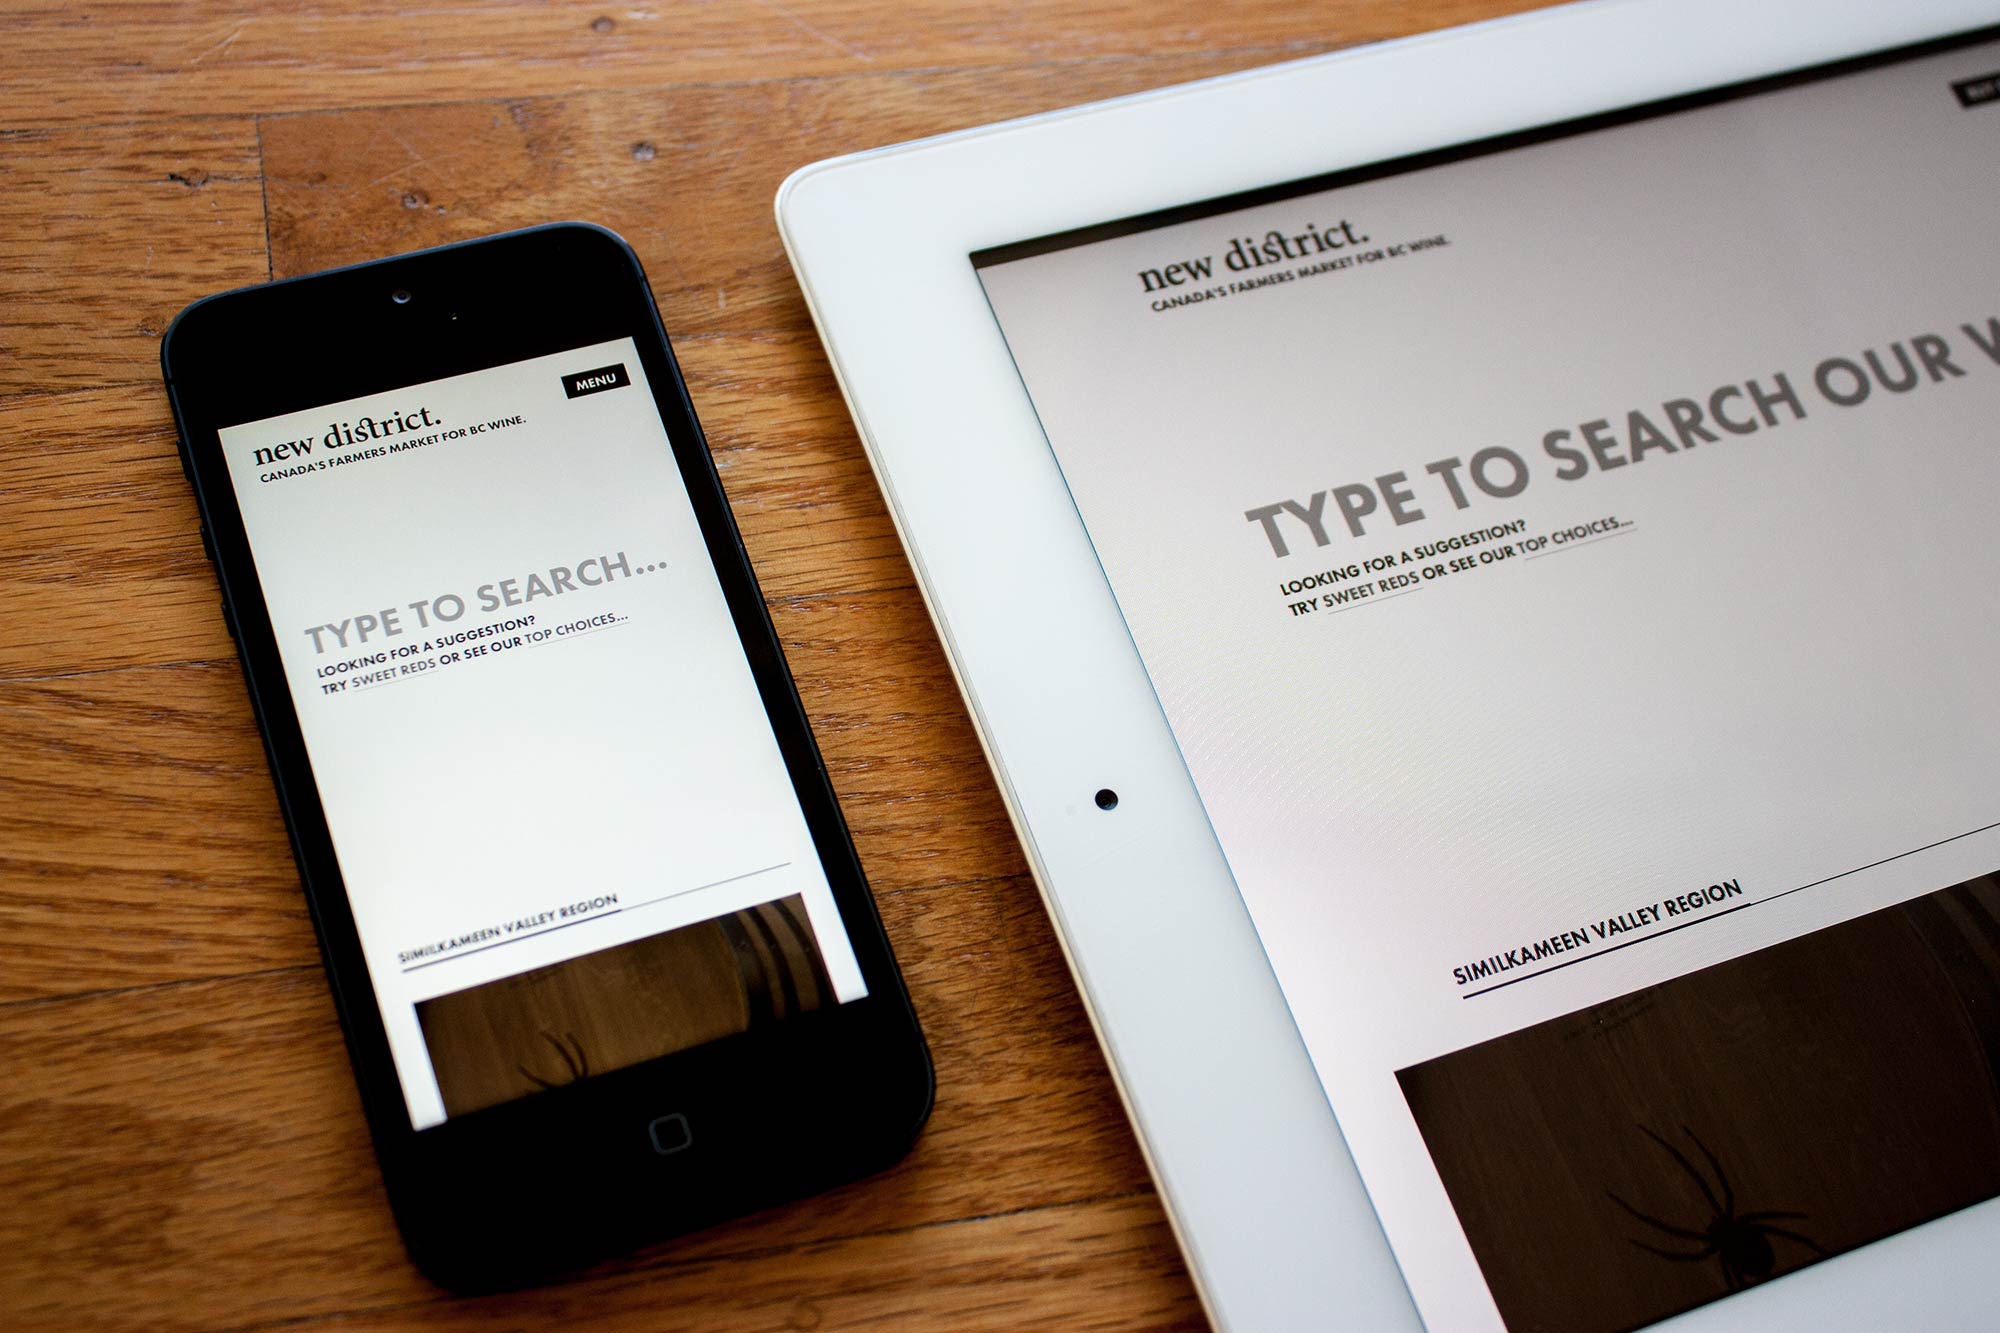 MENU
new district.
CANADA'S FARMERS MARKET FOR BC WINE.
TYPE TO SEARCH...
LOOKING FOR A SUGGESTION?
TRY SWEET REDS OR SEE OUR TOP CHOICES...
SIMILKAMEEN VALLEY REGION
new district.
CANADA'S FARMERS MARKET FOR BC WINE.
TYPE TO SEARCH OUR
LOOKING FOR A SUGGESTION?
TRY SWEET REDS OR SEE OUR TOP CHOICES...
SIMILKAMEEN VALLEY REGION